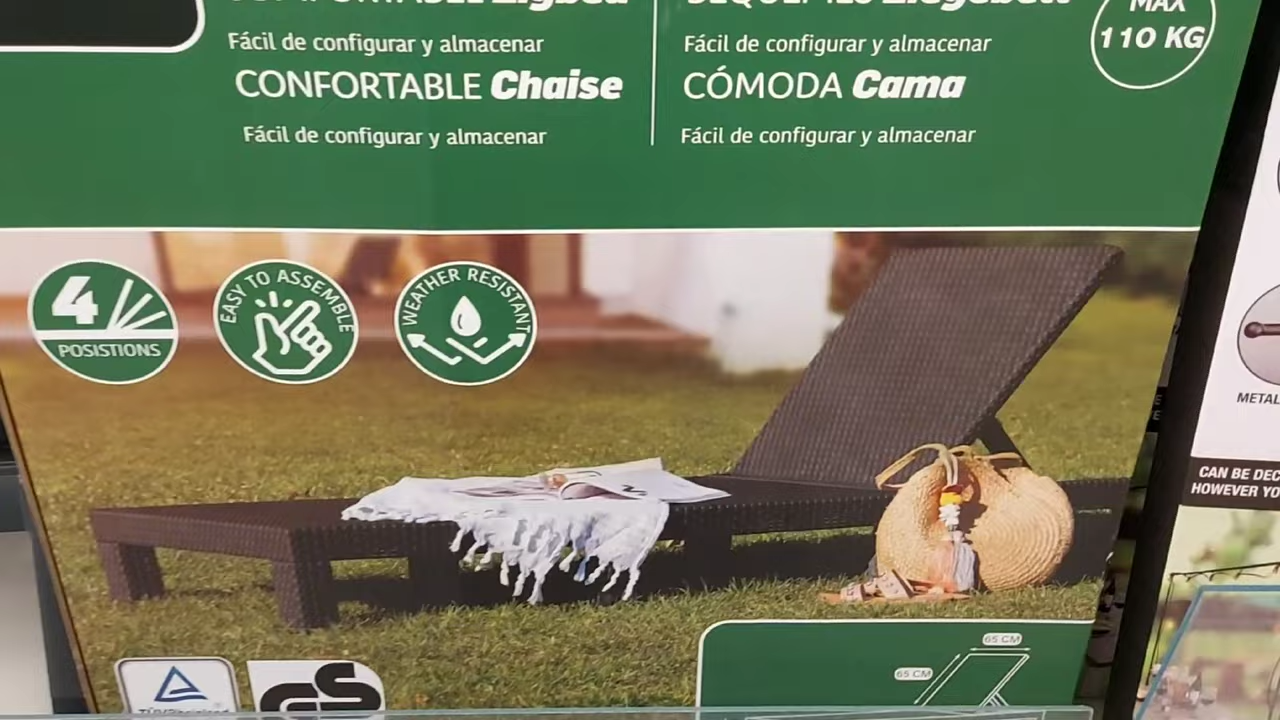 MAX
110 KG
Fácil de configurar y almacenar
CONFORTABLE Chaise
Fácil de configurar y almacenar
Fácil de configurar y almacenar
CÓMODA Cama
Fácil de configurar y almacenar
4
POSISTIONS
EASY TO ASSEMBLE
WEATHER RESISTANT
65 CM
65 CM
TÜVRheinland
GS
METAL
CAN BE DEC
HOWEVER YO